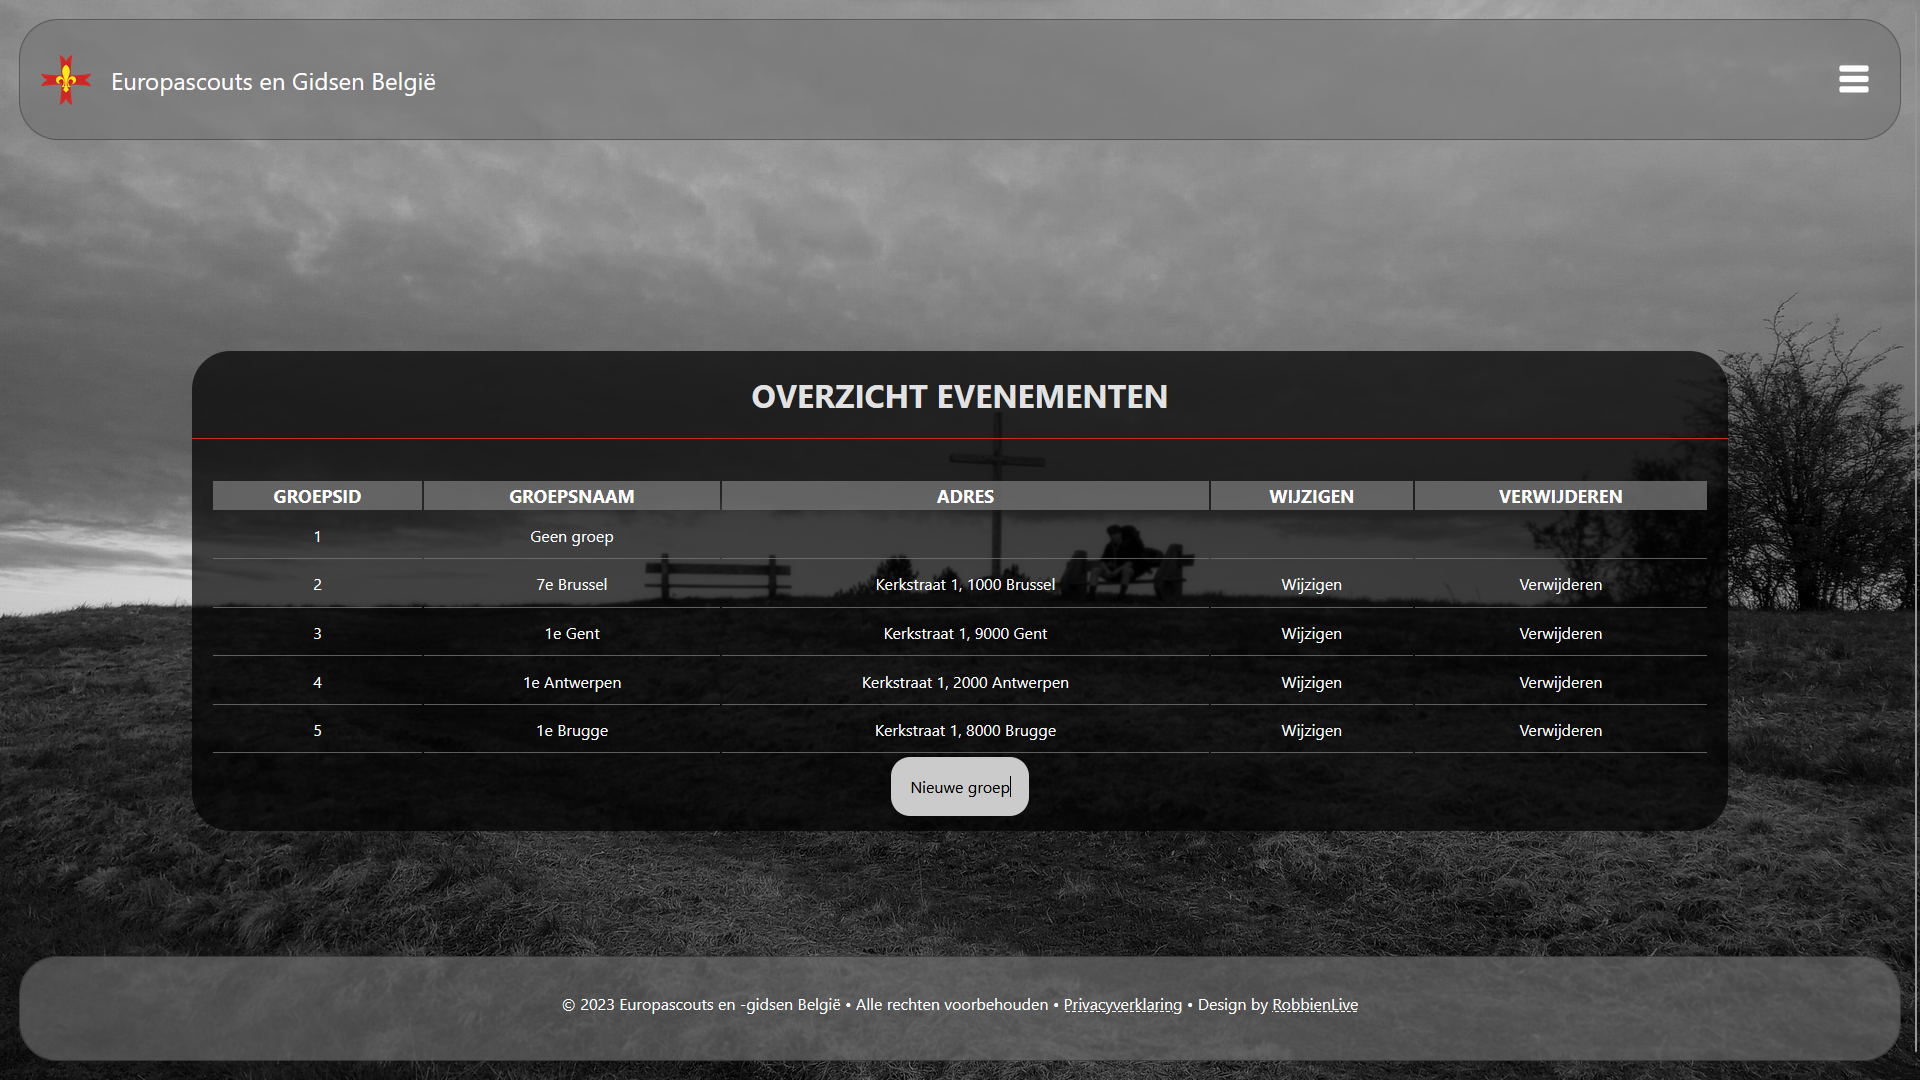 Europascouts en Gidsen België
OVERZICHT EVENEMENTEN
GROEPSID GROEPSNAAM ADRES WIJZIGEN VERWIJDEREN
1 Geen groep
2 7e Brussel Kerkstraat 1, 1000 Brussel Wijzigen Verwijderen
3 1e Gent Kerkstraat 1, 9000 Gent Wijzigen Verwijderen
4 1e Antwerpen Kerkstraat 1, 2000 Antwerpen Wijzigen Verwijderen
5 1e Brugge Kerkstraat 1, 8000 Brugge Wijzigen Verwijderen
Nieuwe groep
© 2023 Europascouts en -gidsen België • Alle rechten voorbehouden • Privacyverklaring • Design by RobbienLive